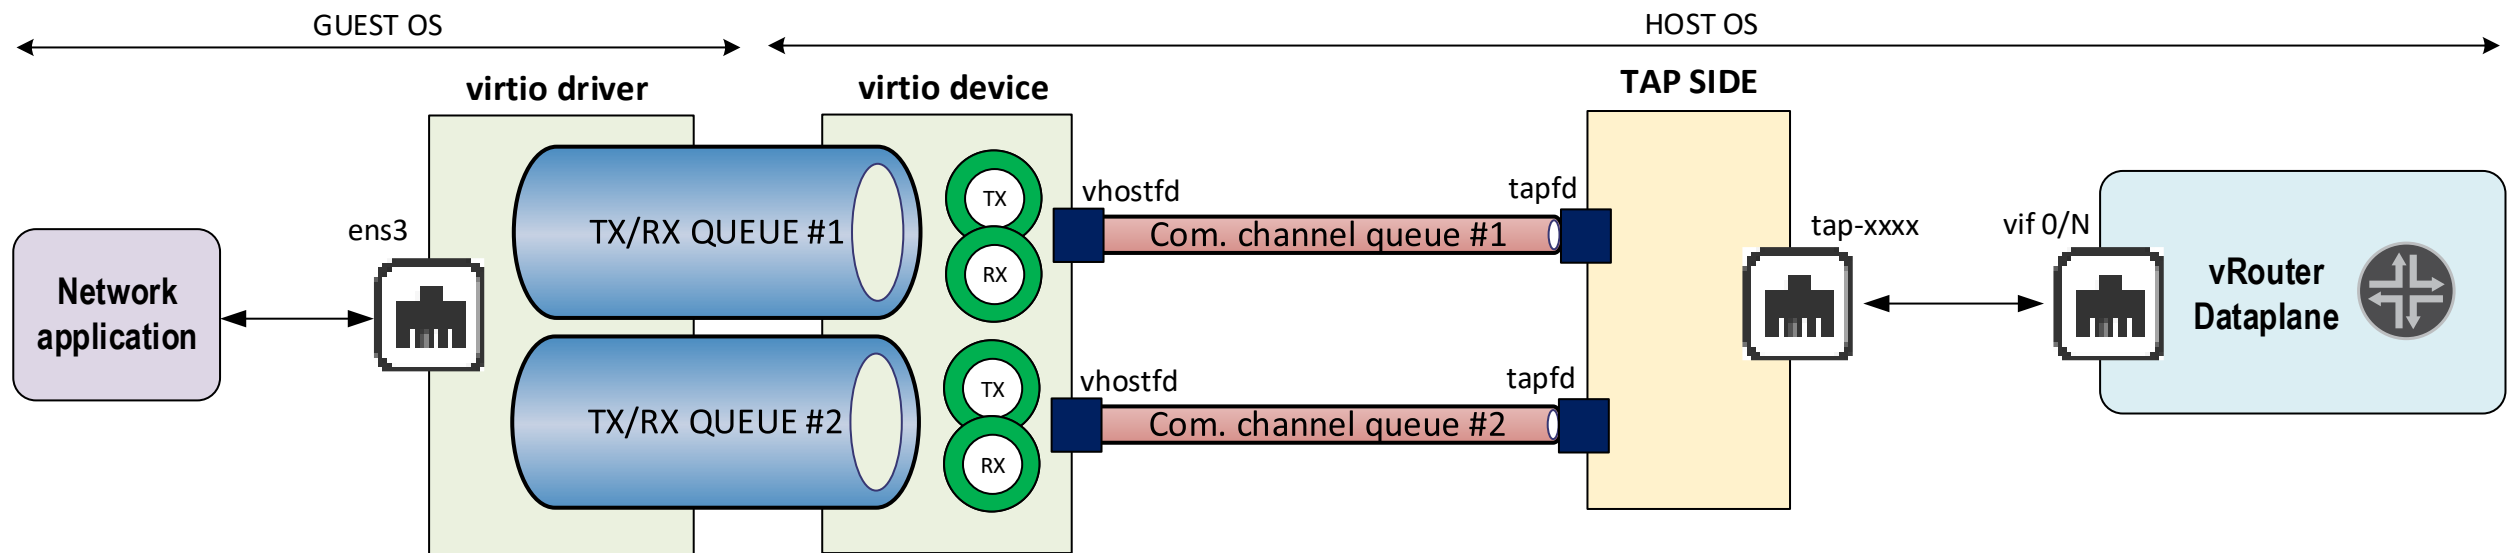 GUEST OS
HOST OS
virtio driver
virtio device
TAP SIDE
Network
application
ens3
TX/RX QUEUE #1
TX
RX
vhostfd
Com. channel queue #1
tapfd
TX/RX QUEUE #2
TX
RX
vhostfd
Com. channel queue #2
tapfd
tap-xxxx
vif 0/N
vRouter
Dataplane